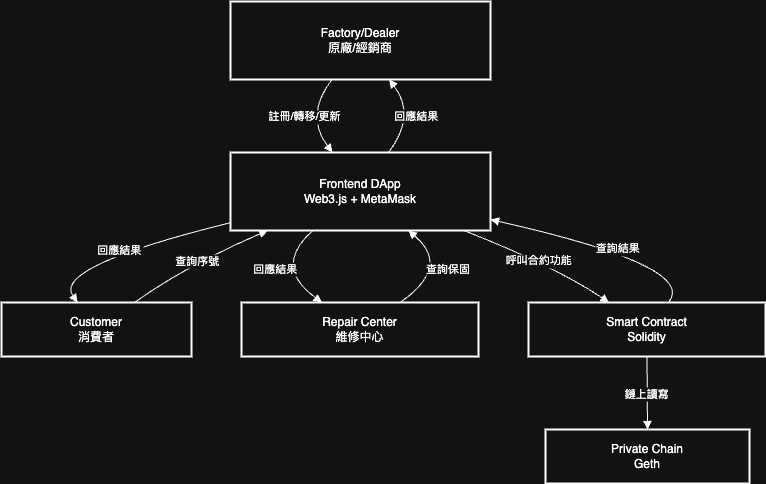 Factory/Dealer
原廠/經銷商
註冊/轉移/更新
回應結果
Frontend DApp
Web3.js + MetaMask
回應結果
查詢序號
回應結果
查詢保固
呼叫合約功能
查詢結果
Customer
消費者
Repair Center
維修中心
Smart Contract
Solidity
鏈上讀寫
Private Chain
Geth